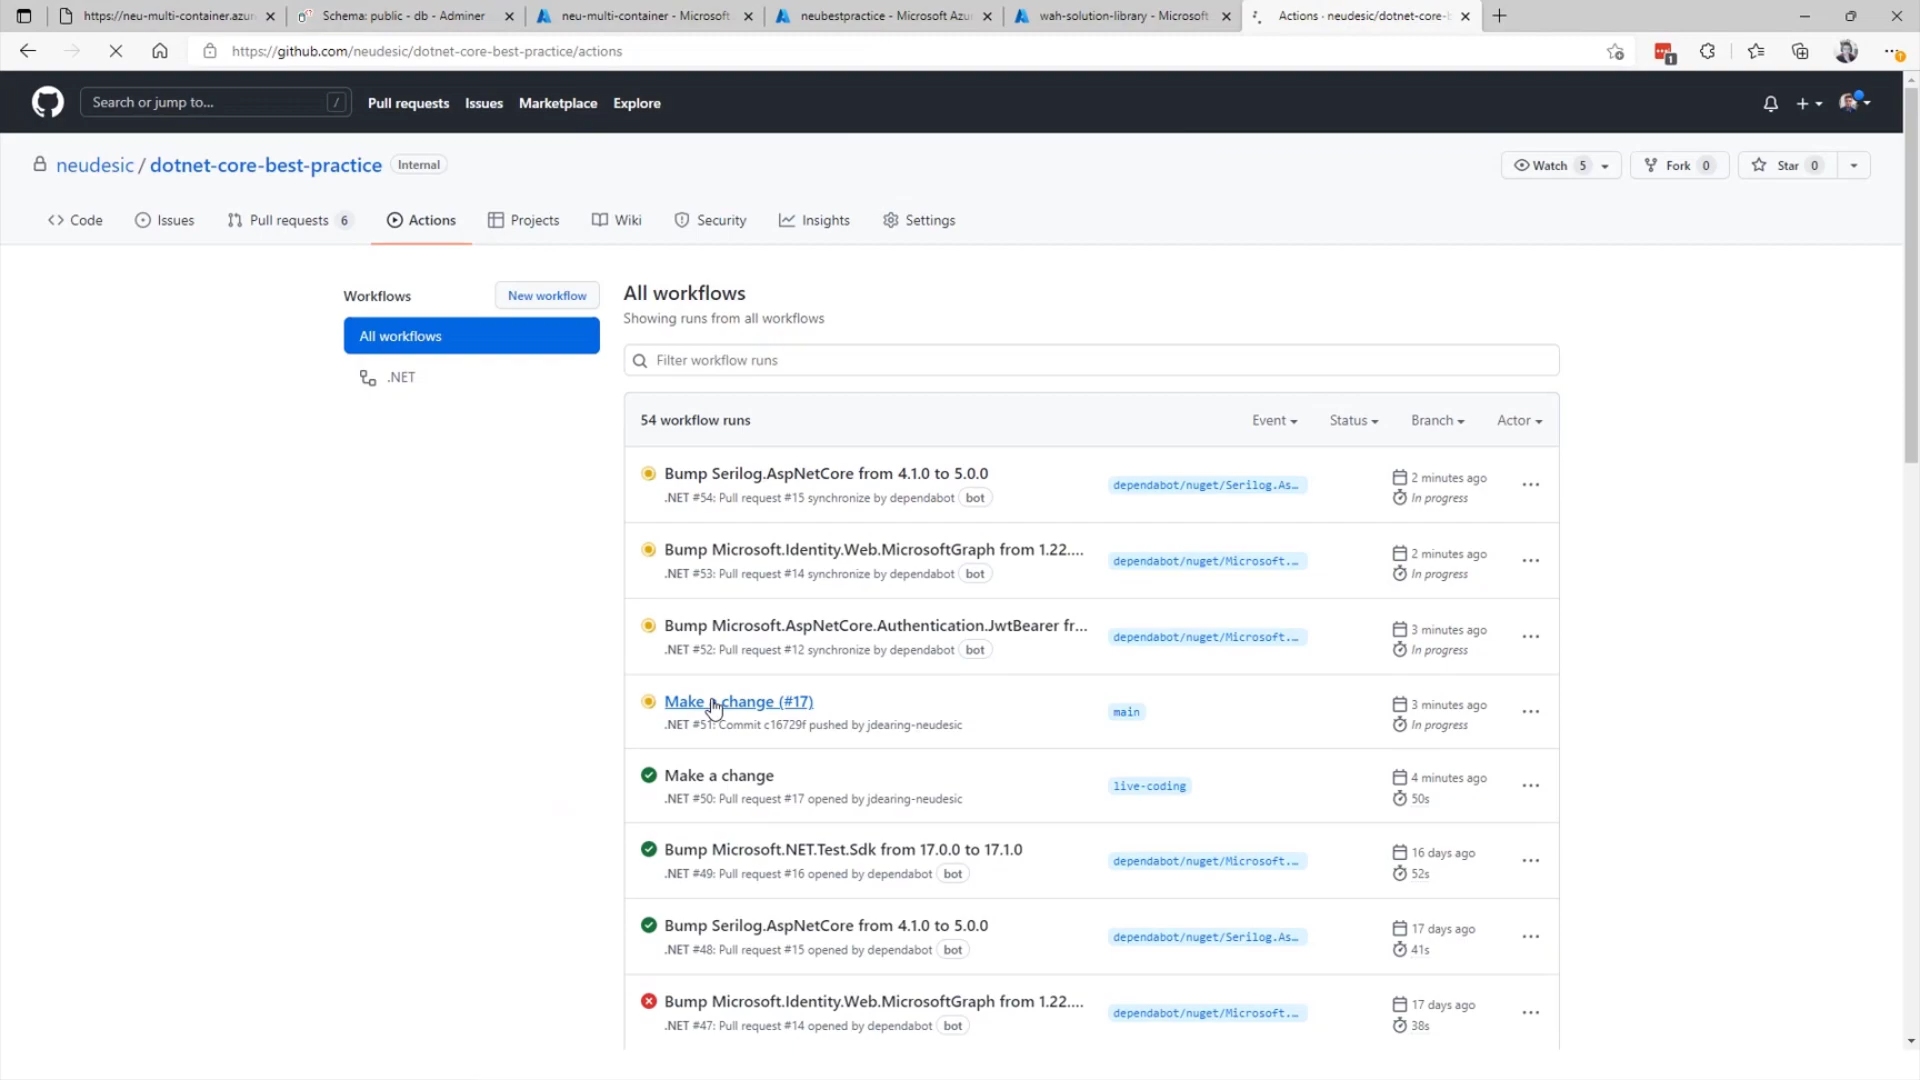 https://neu-multi-container.azur
Schema: public - db - Adminer
neu-multi-container - Microsoft
neubestpractice - Microsoft Azu
wah-solution-library - Microsoft
Actions · neudesic/dotnet-core-b
https://github.com/neudesic/dotnet-core-best-practice/actions
1
Search or jump to...
/
Pull requests
Issues
Marketplace
Explore
neudesic / dotnet-core-best-practice
Internal
Watch 5
Fork 0
Star 0
Code
Issues
Pull requests 6
Actions
Projects
Wiki
Security
Insights
Settings
Workflows
New workflow
All workflows
.NET
All workflows
Showing runs from all workflows
Filter workflow runs
54 workflow runs
Event
Status
Branch
Actor
Bump Serilog.AspNetCore from 4.1.0 to 5.0.0
.NET #54: Pull request #15 synchronize by dependabot bot
dependabot/nuget/Serilog.As…
2 minutes ago
In progress
Bump Microsoft.Identity.Web.MicrosoftGraph from 1.22....
.NET #53: Pull request #14 synchronize by dependabot bot
dependabot/nuget/Microsoft.…
2 minutes ago
In progress
Bump Microsoft.AspNetCore.Authentication.JwtBearer fr...
.NET #52: Pull request #12 synchronize by dependabot bot
dependabot/nuget/Microsoft.…
3 minutes ago
In progress
Make a change (#17)
.NET #51: Commit c16729f pushed by jdearing-neudesic
main
3 minutes ago
In progress
Make a change
.NET #50: Pull request #17 opened by jdearing-neudesic
live-coding
4 minutes ago
50s
Bump Microsoft.NET.Test.Sdk from 17.0.0 to 17.1.0
.NET #49: Pull request #16 opened by dependabot bot
dependabot/nuget/Microsoft.…
16 days ago
52s
Bump Serilog.AspNetCore from 4.1.0 to 5.0.0
.NET #48: Pull request #15 opened by dependabot bot
dependabot/nuget/Serilog.As…
17 days ago
41s
Bump Microsoft.Identity.Web.MicrosoftGraph from 1.22....
.NET #47: Pull request #14 opened by dependabot bot
dependabot/nuget/Microsoft.…
17 days ago
38s